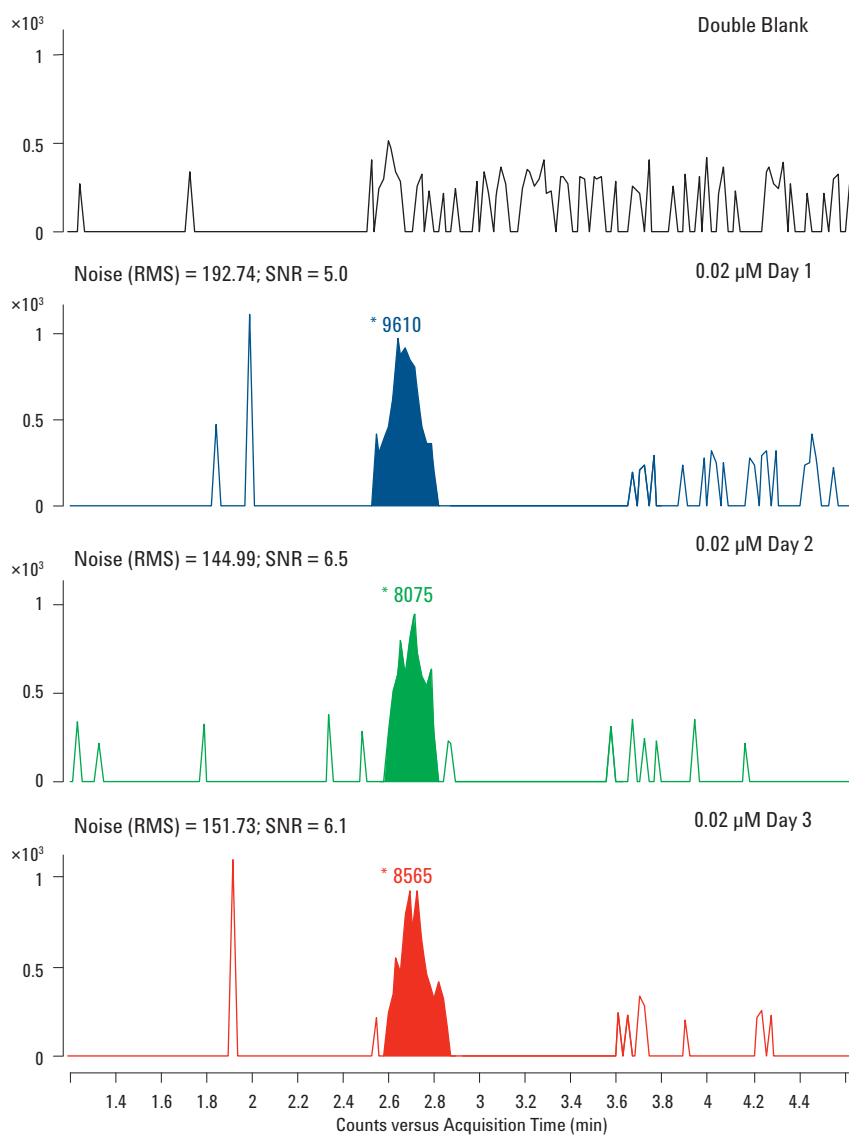 ×10³
Double Blank
1
0.5
0
Noise (RMS) = 192.74; SNR = 5.0
0.02 µM Day 1
×10³
* 9610
1
0.5
0
Noise (RMS) = 144.99; SNR = 6.5
0.02 µM Day 2
×10³
* 8075
1
0.5
0
Noise (RMS) = 151.73; SNR = 6.1
0.02 µM Day 3
×10³
* 8565
1
0.5
0
1.4 1.6 1.8 2 2.2 2.4 2.6 2.8 3 3.2 3.4 3.6 3.8 4 4.2 4.4
Counts versus Acquisition Time (min)